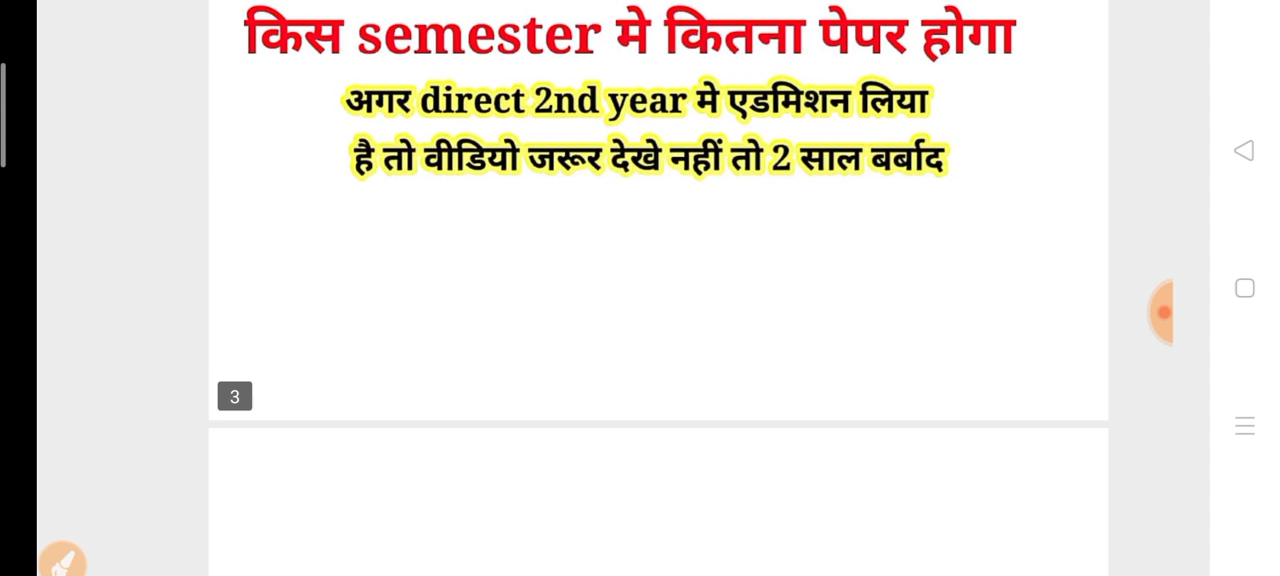 किस semester मे कितना पेपर होगा
अगर direct 2nd year मे एडमिशन लिया
है तो वीडियो जरूर देखे नहीं तो 2 साल बर्बाद
3